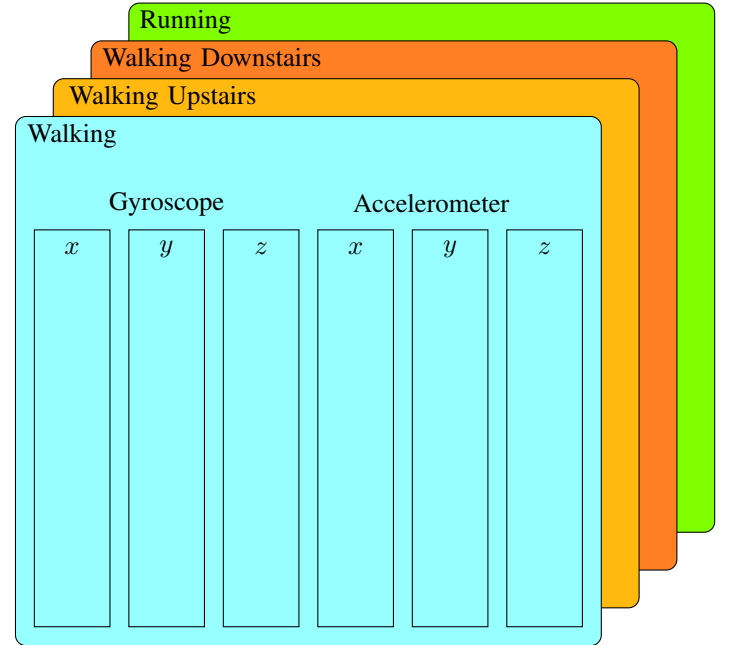 Running
Walking Downstairs
Walking Upstairs
Walking
Gyroscope Accelerometer
x y z x y z